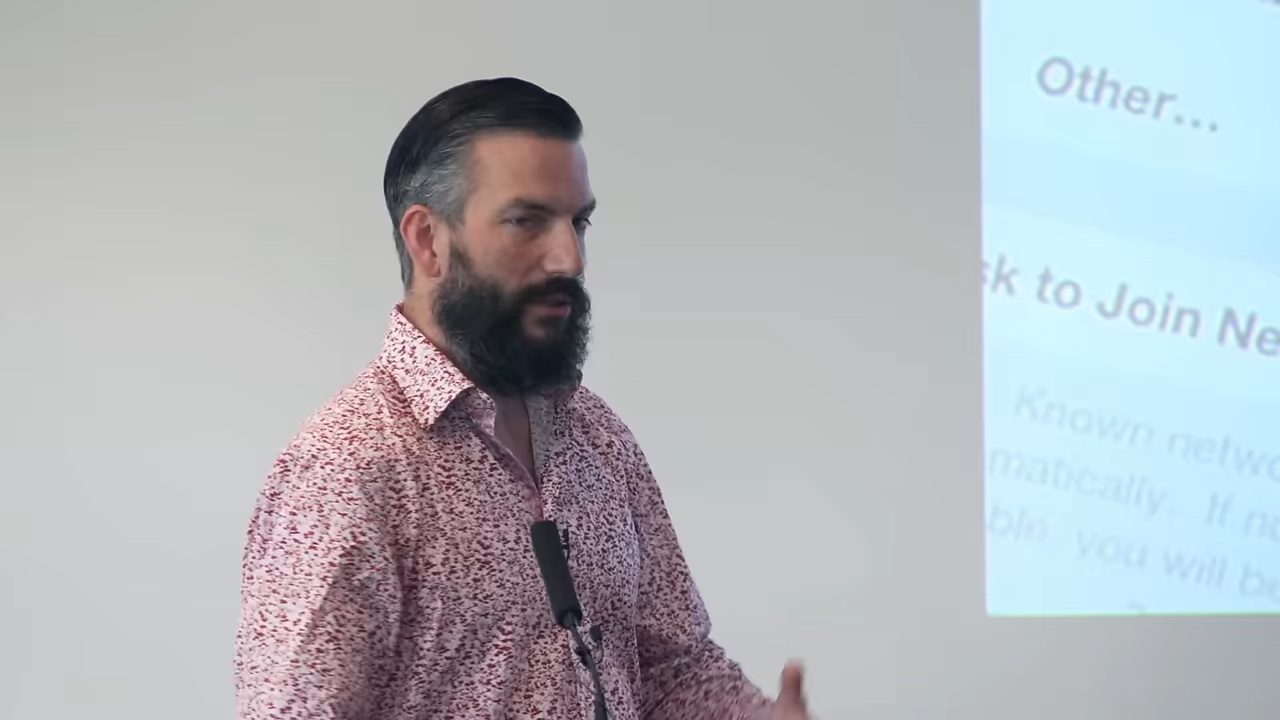 Other...
sk to Join Ne
Known netwo
matically. If no
ble, you will be